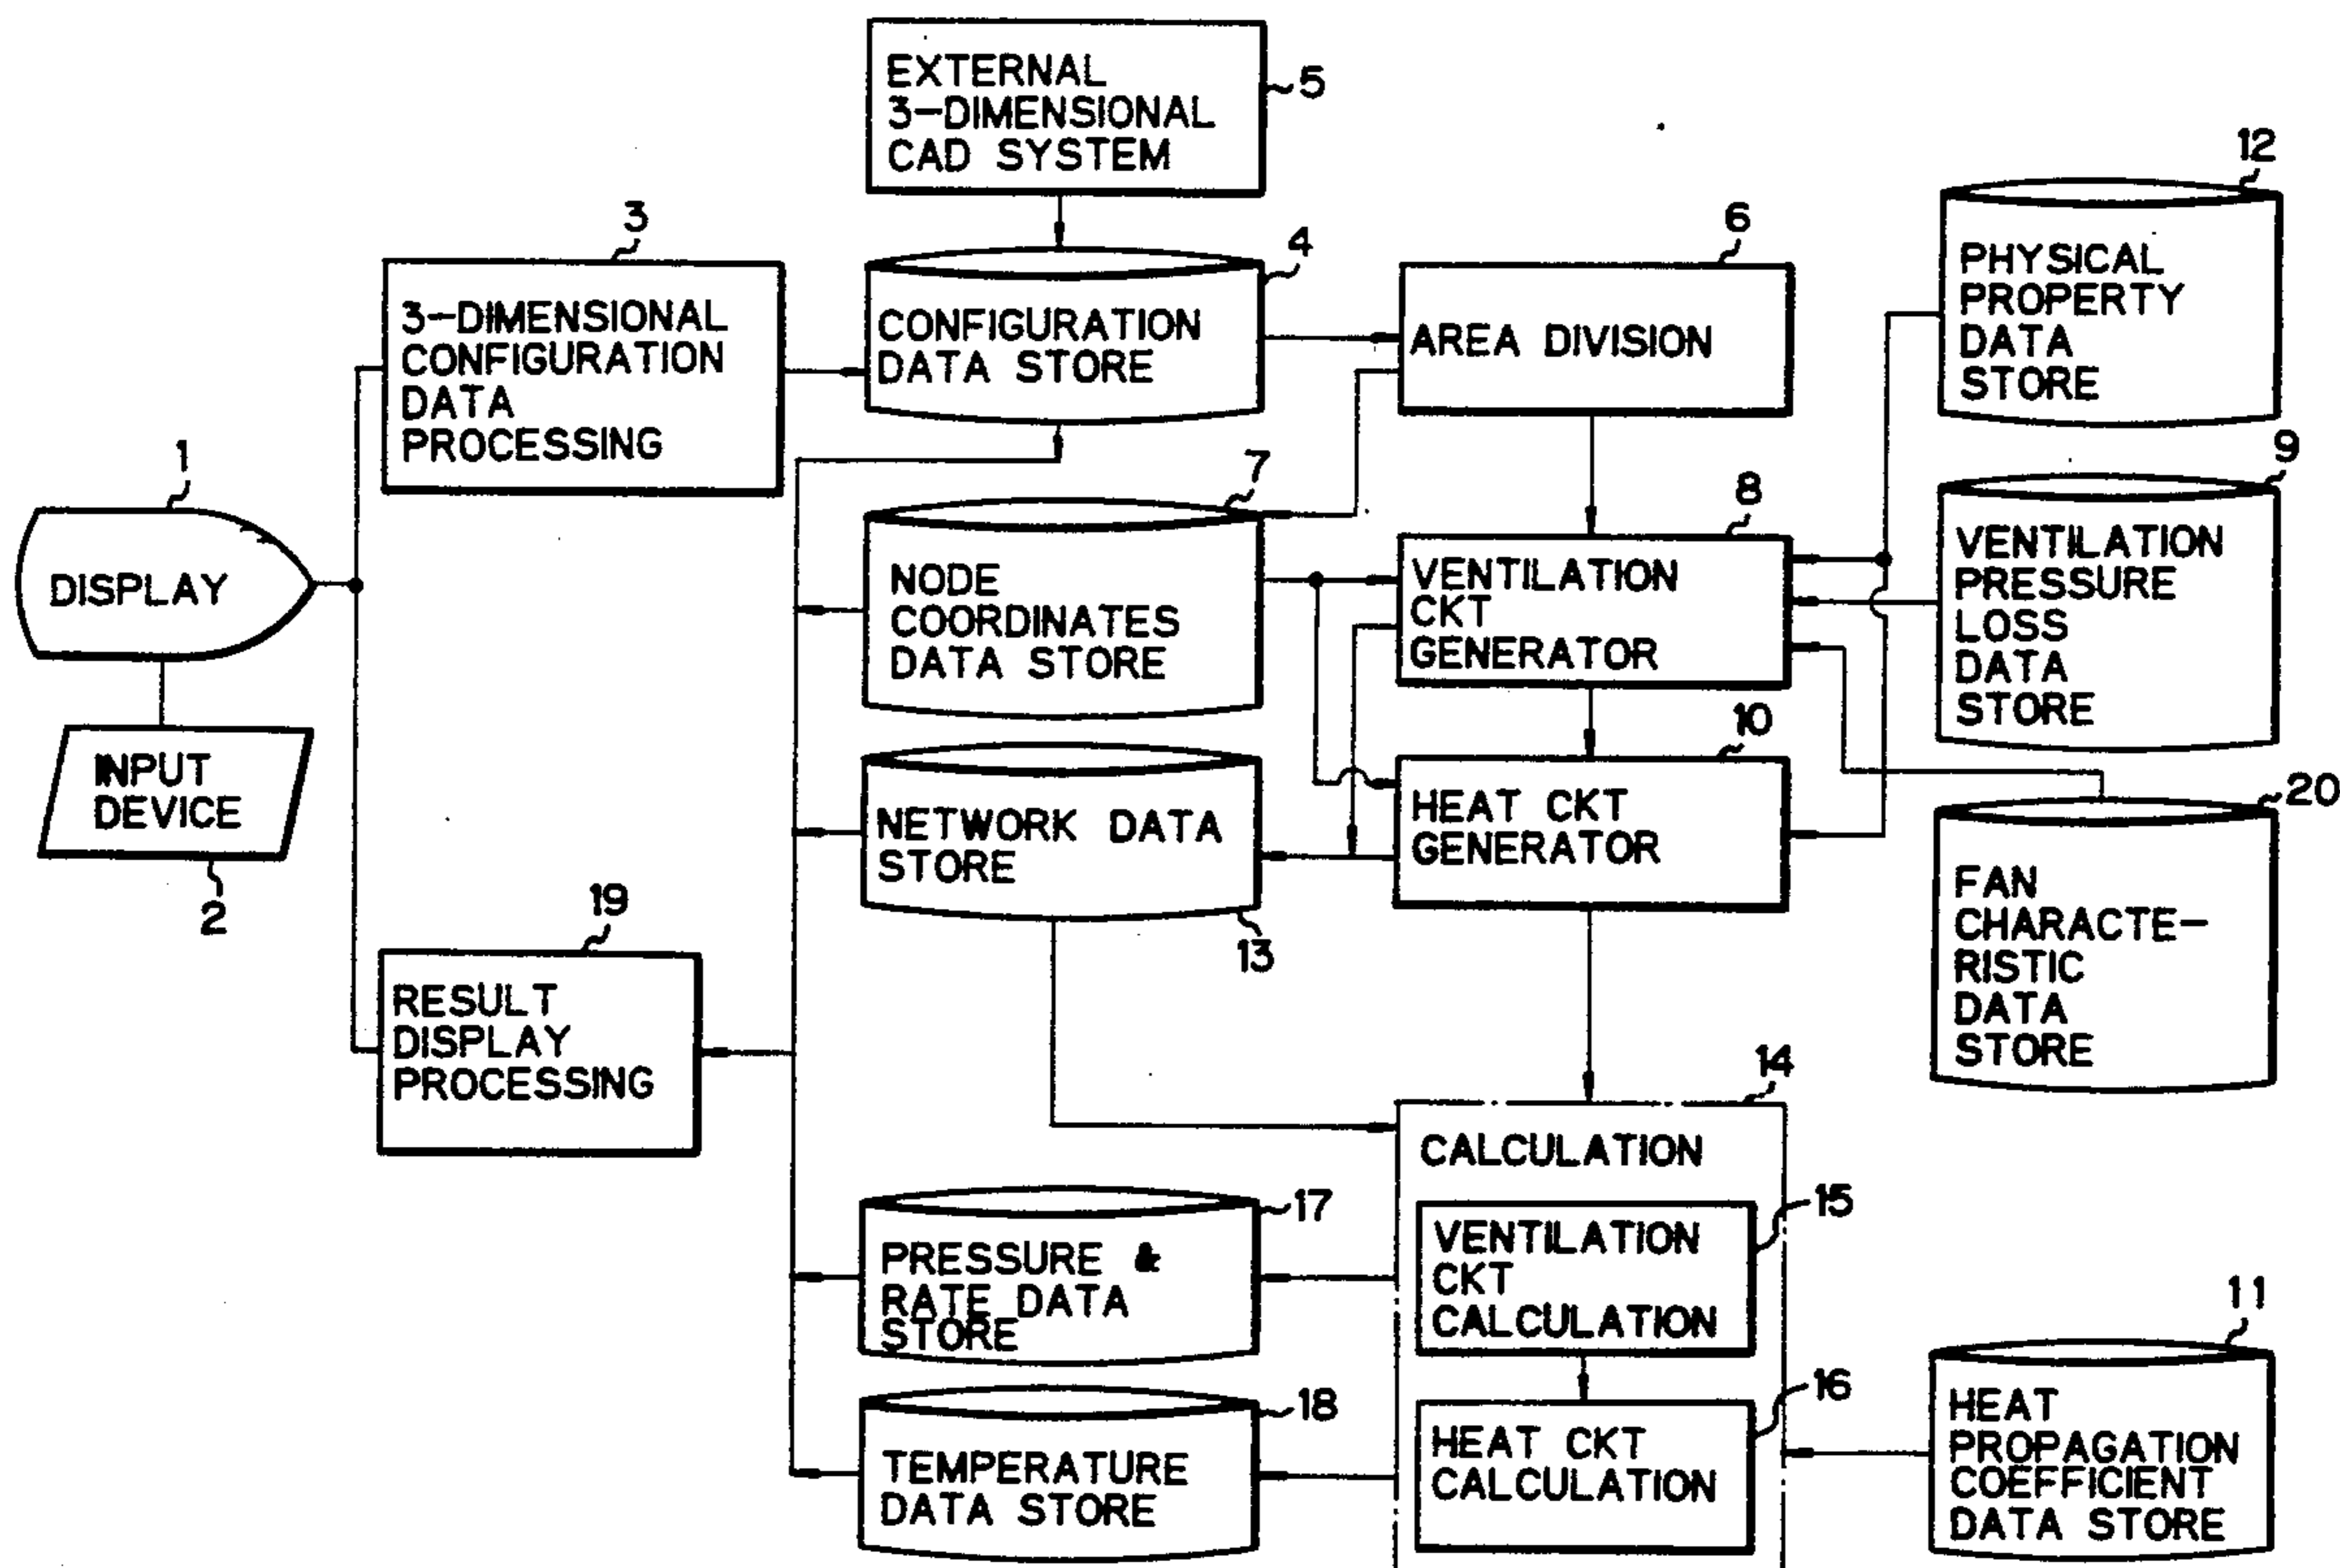 EXTERNAL
3-DIMENSIONAL
CAD SYSTEM
5
12
3
4
6
3-DIMENSIONAL
CONFIGURATION
DATA
PROCESSING
CONFIGURATION
DATA STORE
AREA DIVISION
PHYSICAL
PROPERTY
DATA
STORE
1
7
8
9
DISPLAY
NODE
COORDINATES
DATA STORE
VENTILATION
CKT
GENERATOR
VENTILATION
PRESSURE
LOSS
DATA
STORE
INPUT
DEVICE
2
10
20
NETWORK DATA
STORE
13
HEAT CKT
GENERATOR
FAN
CHARACTE-
RISTIC
DATA
STORE
19
RESULT
DISPLAY
PROCESSING
14
CALCULATION
17
15
PRESSURE &
RATE DATA
STORE
VENTILATION
CKT
CALCULATION
11
18
16
TEMPERATURE
DATA STORE
HEAT CKT
CALCULATION
HEAT
PROPAGATION
COEFFICIENT
DATA STORE